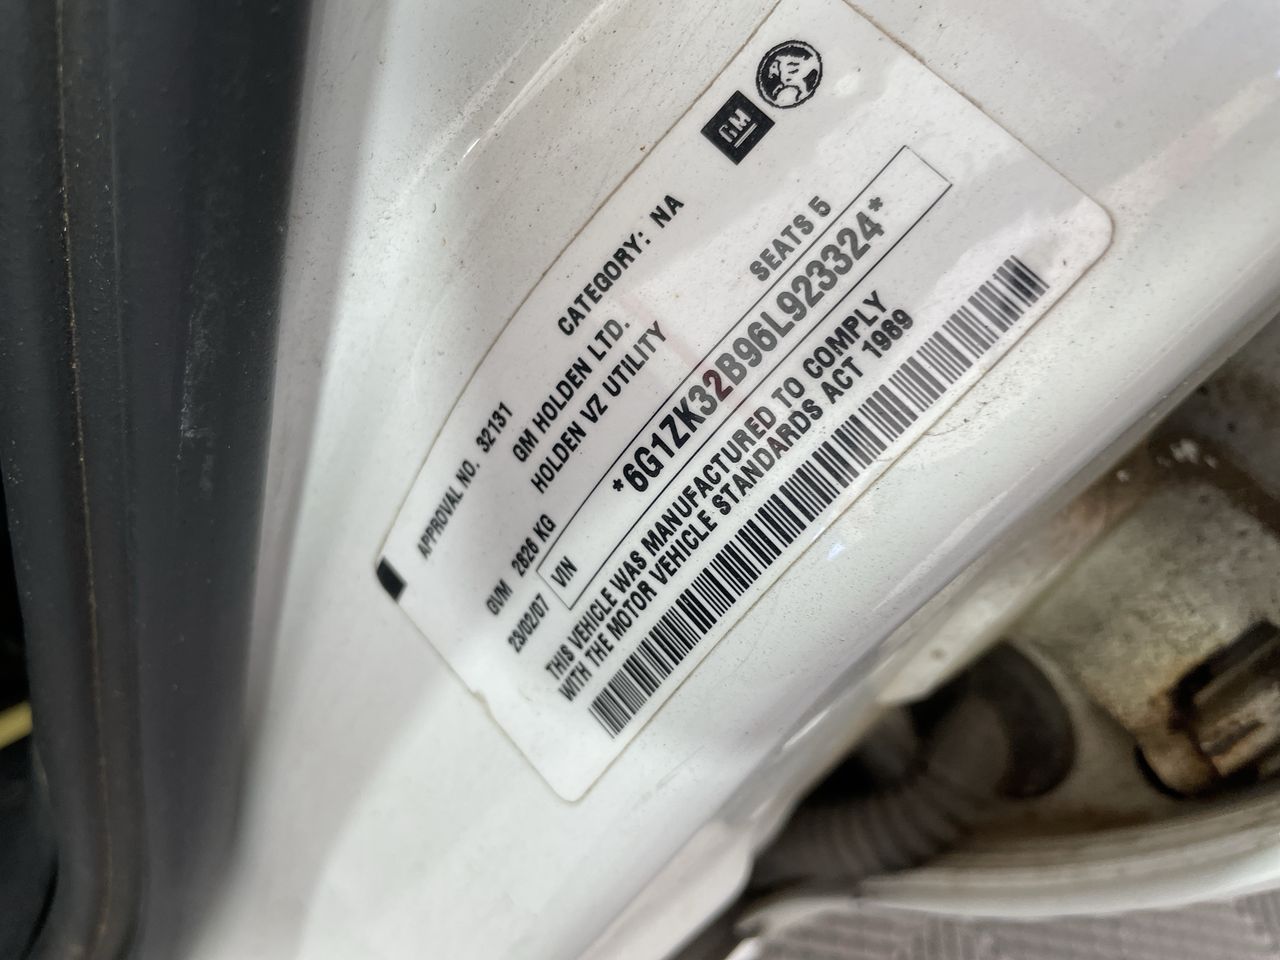 GM
APPROVAL NO. 32131 CATEGORY: NA
GM HOLDEN LTD.
HOLDEN VZ UTILITY
GVM 2826 KG SEATS 5
23/02/07 VIN *6G1ZK32B96L923324*
THIS VEHICLE WAS MANUFACTURED TO COMPLY
WITH THE MOTOR VEHICLE STANDARDS ACT 1989